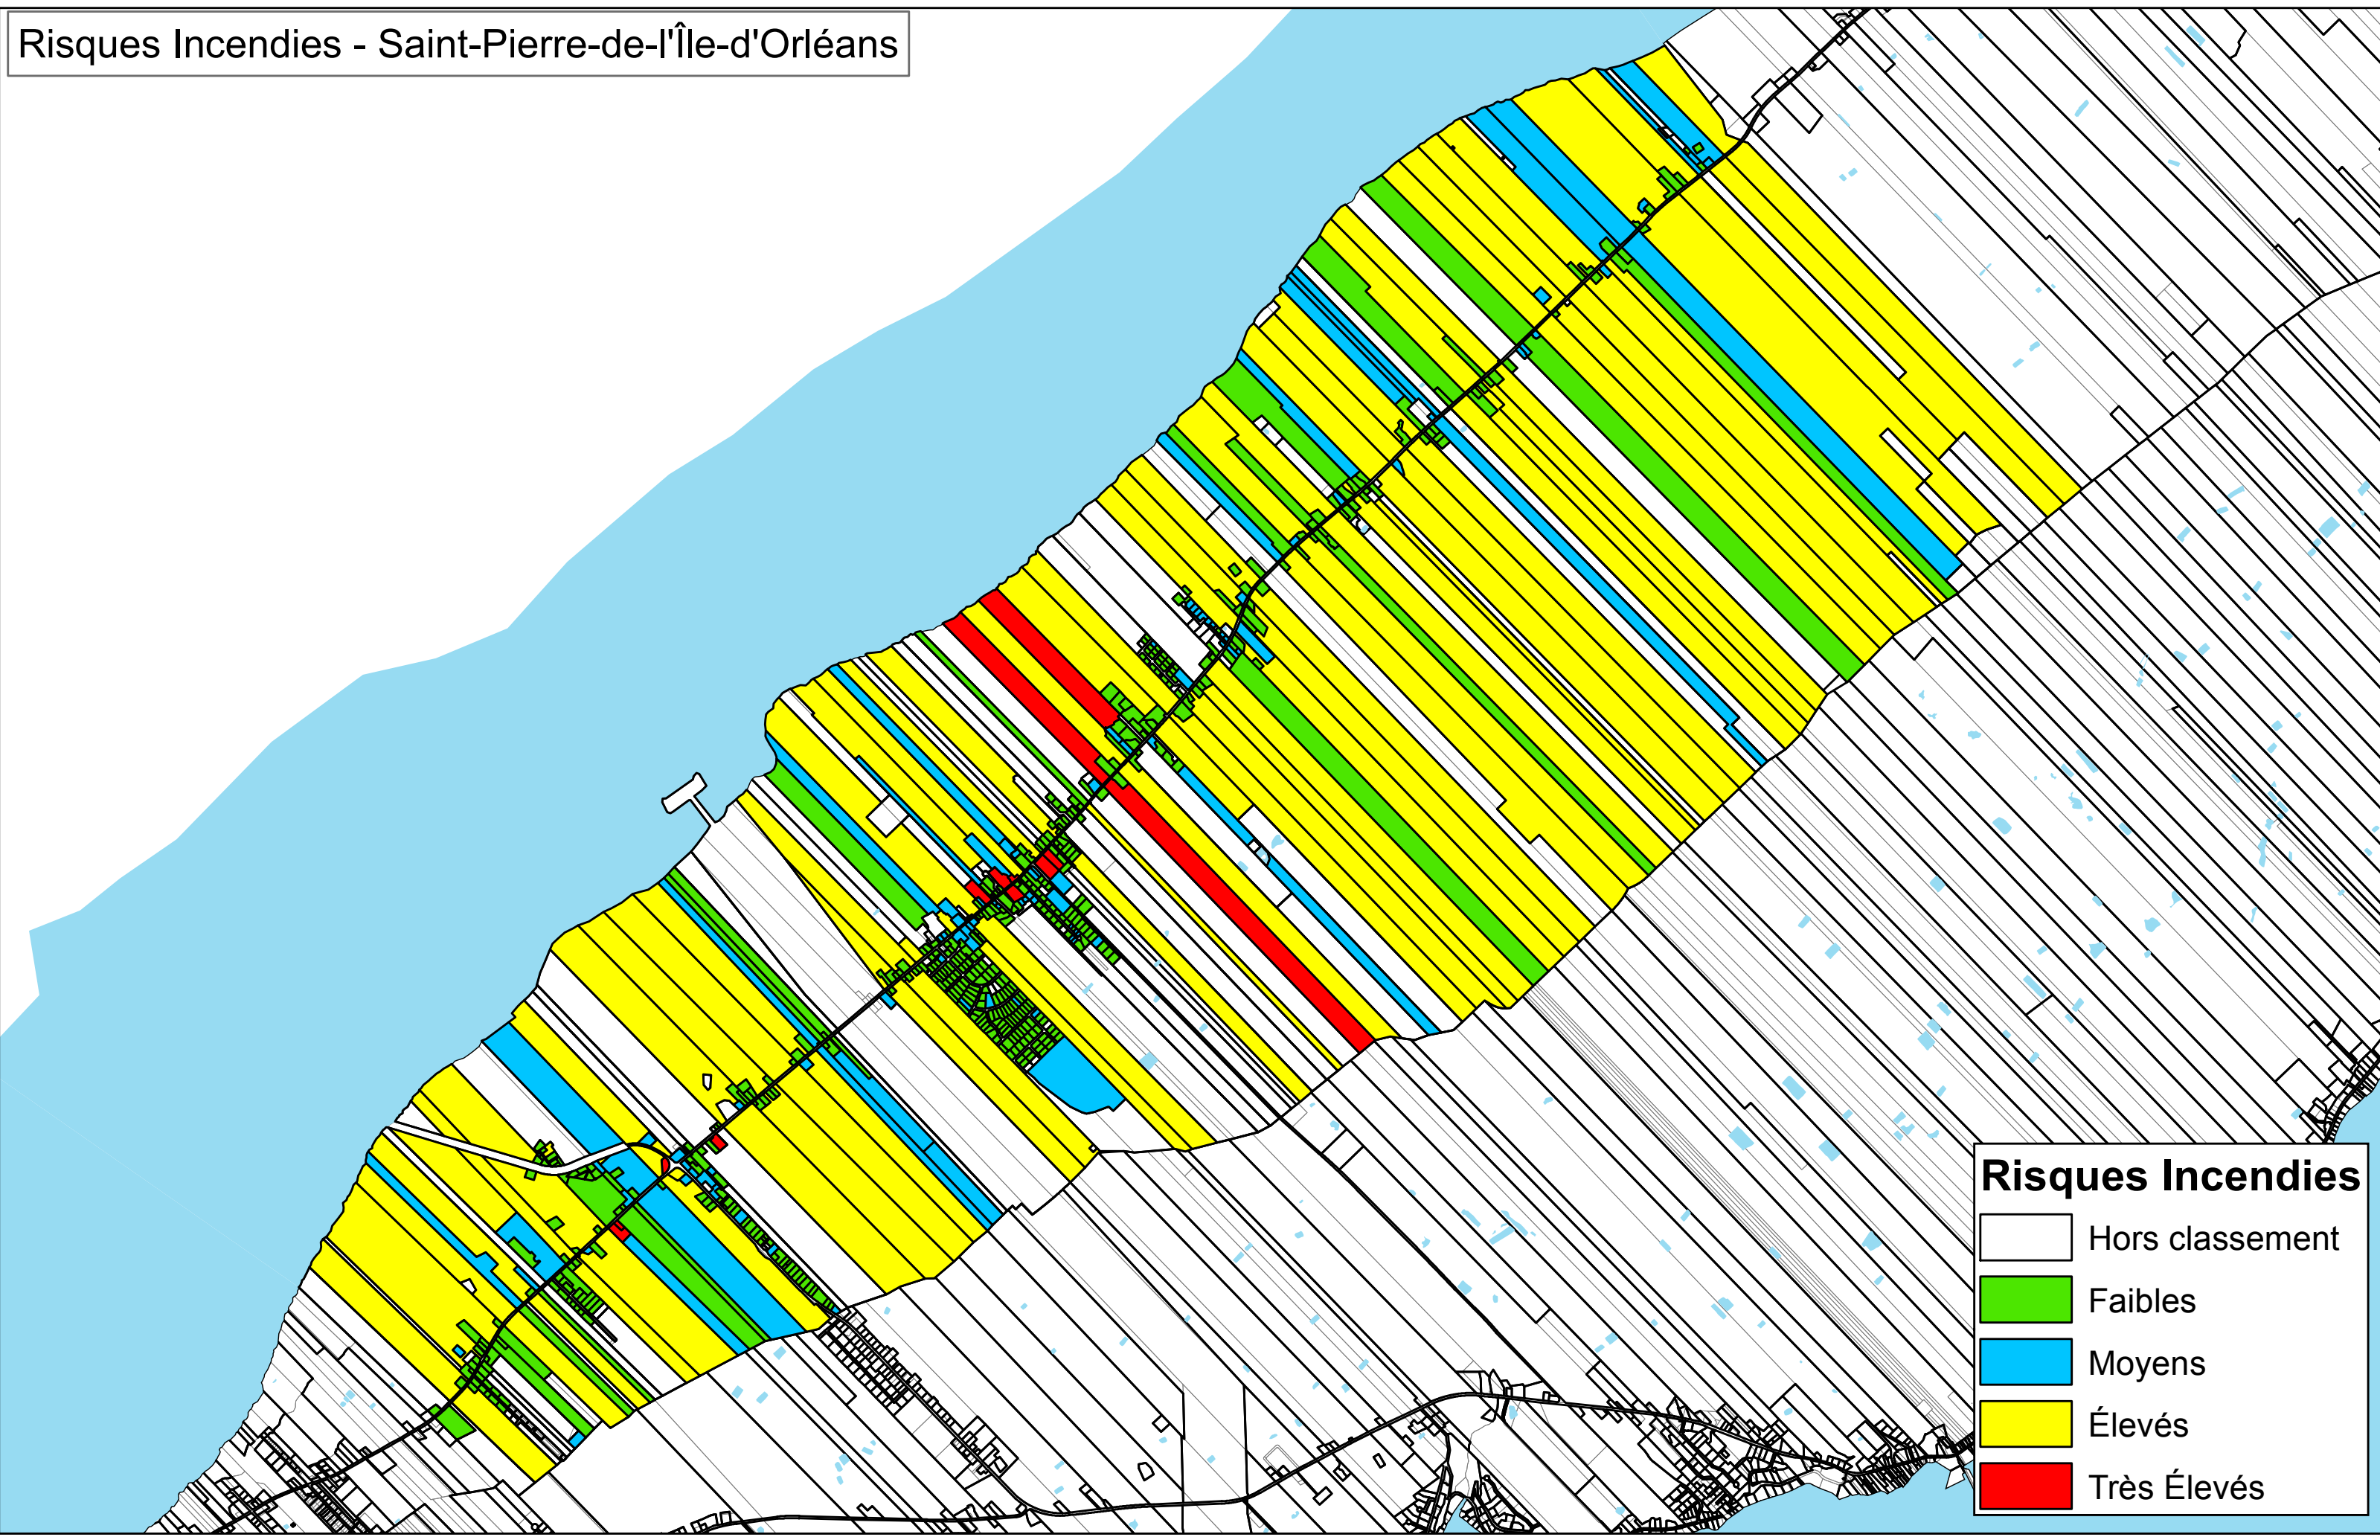 Risques Incendies - Saint-Pierre-de-l'Île-d'Orléans
Risques Incendies
Hors classement
Faibles
Moyens
Élevés
Très Élevés